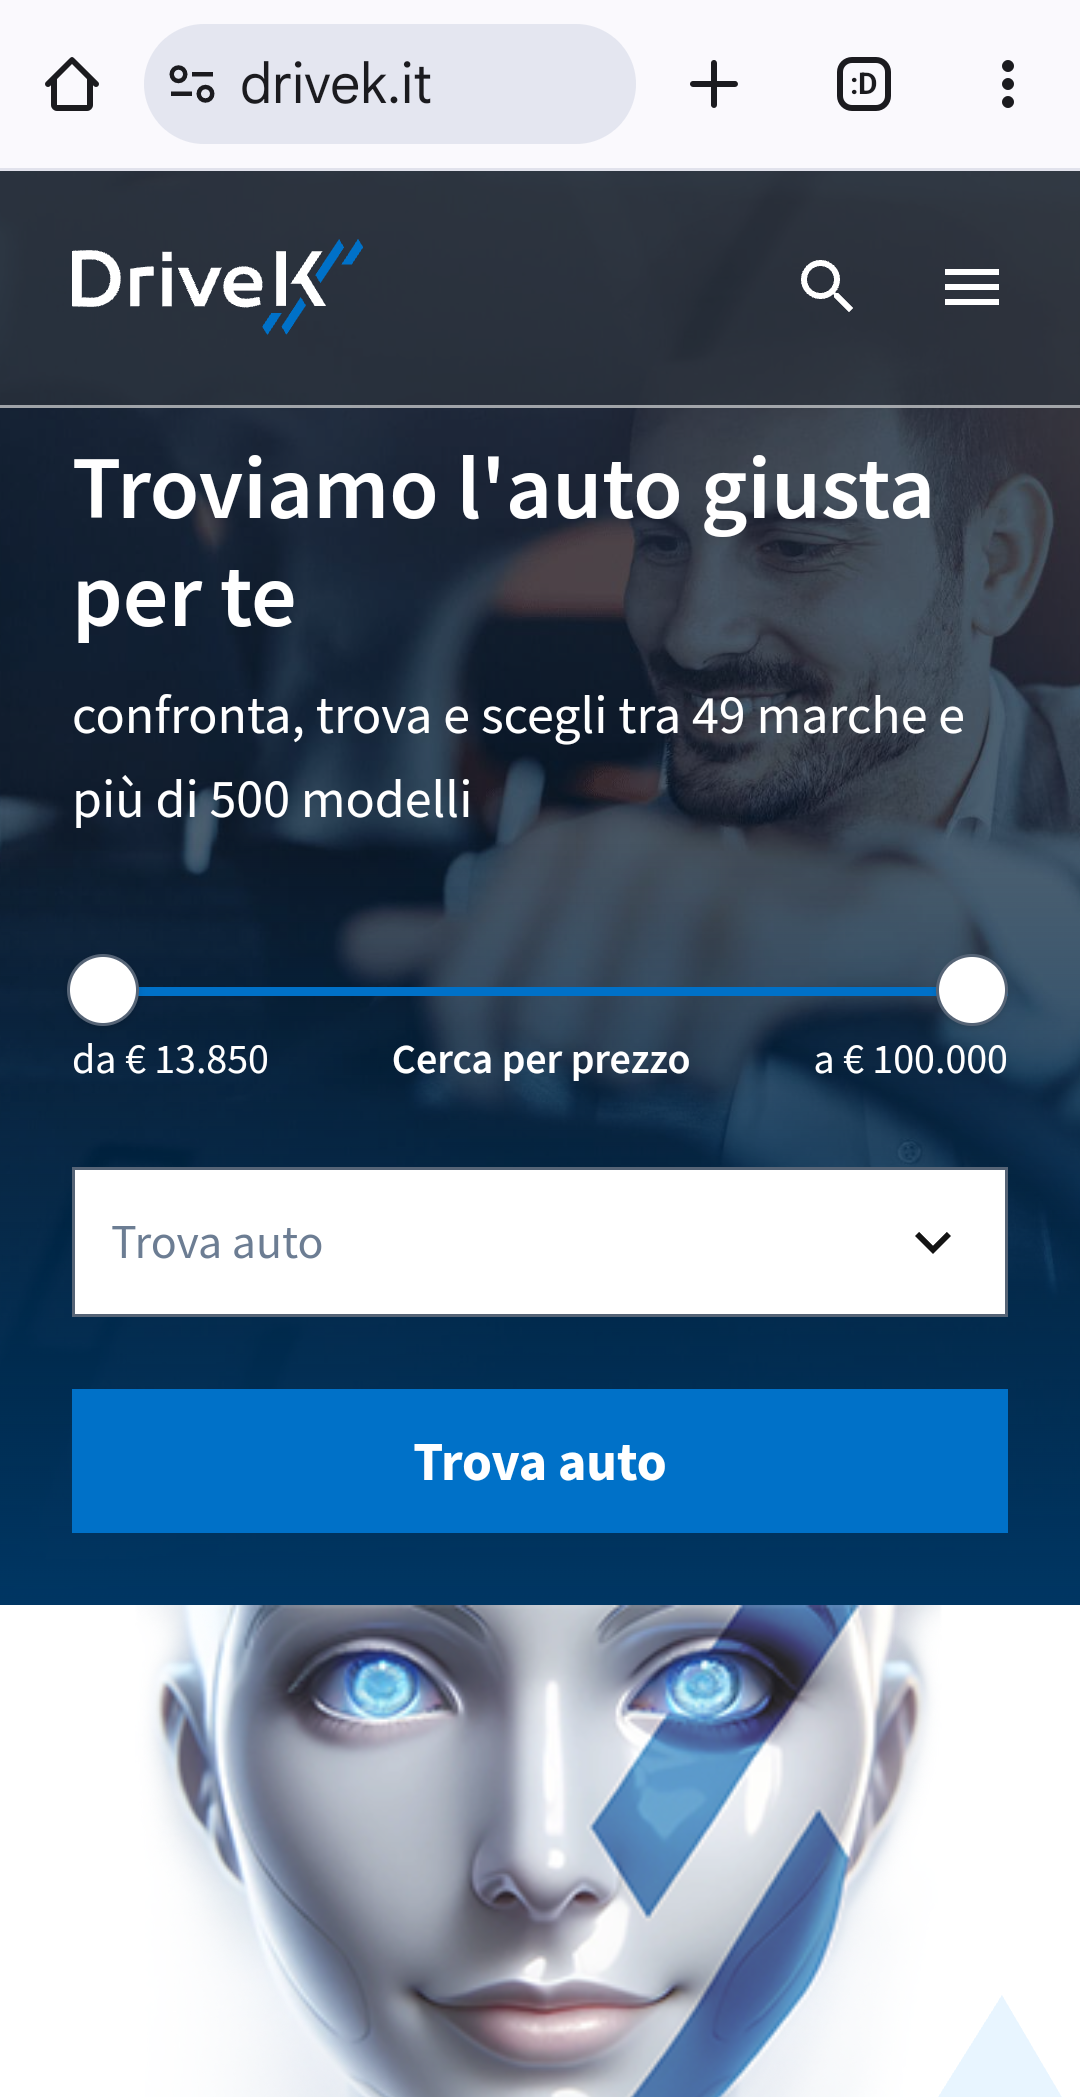 drivek.it
:D
DriveK
Troviamo l'auto giusta
per te
confronta, trova e scegli tra 49 marche e
più di 500 modelli
da € 13.850 Cerca per prezzo a € 100.000
Trova auto
Trova auto